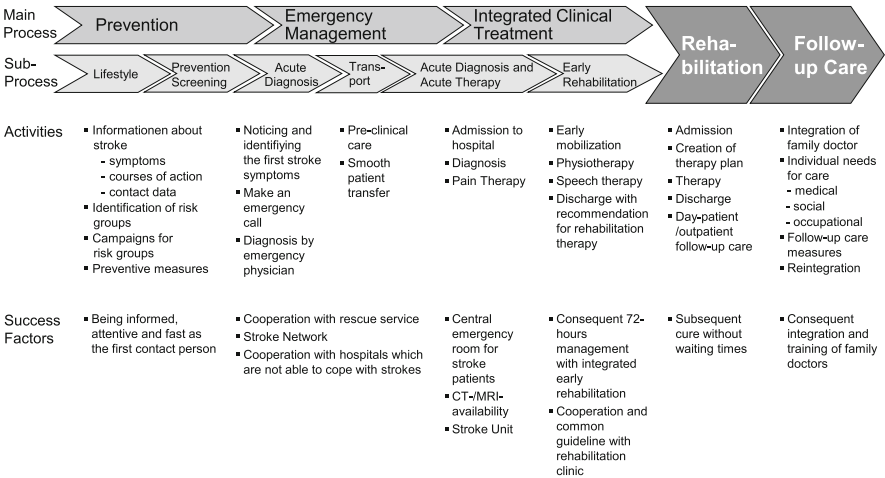 Main
Process
Prevention
Emergency
Management
Integrated Clinical
Treatment
Reha-
bilitation
Follow-
up Care
Sub-
Process
Lifestyle
Prevention
Screening
Acute
Diagnosis
Trans-
port
Acute Diagnosis and
Acute Therapy
Early
Rehabilitation
Activities
▪ Informationen about
stroke
- symptoms
- courses of action
- contact data
▪ Identification of risk
groups
▪ Campaigns for
risk groups
▪ Preventive measures
▪ Noticing and
identifiying
the first stroke
symptoms
▪ Make an
emergency
call
▪ Diagnosis by
emergency
physician
▪ Pre-clinical
care
▪ Smooth
patient
transfer
▪ Admission to
hospital
▪ Diagnosis
▪ Pain Therapy
▪ Early
mobilization
▪ Physiotherapy
▪ Speech therapy
▪ Discharge with
recommendation
for rehabilitation
therapy
▪ Admission
▪ Creation of
therapy plan
▪ Therapy
▪ Discharge
▪ Day-patient
/outpatient
follow-up care
▪ Integration of
family doctor
▪ Individual needs
for care
- medical
- social
- occupational
▪ Follow-up care
measures
▪ Reintegration
Success
Factors
▪ Being informed,
attentive and fast as
the first contact person
▪ Cooperation with rescue service
▪ Stroke Network
▪ Cooperation with hospitals which
are not able to cope with strokes
▪ Central
emergency
room for
stroke
patients
▪ CT-/MRI-
availability
▪ Stroke Unit
▪ Consequent 72-
hours
management
with integrated
early
rehabilitation
▪ Cooperation and
common
guideline with
rehabilitation
clinic
▪ Subsequent
cure without
waiting times
▪ Consequent
integration and
training of family
doctors